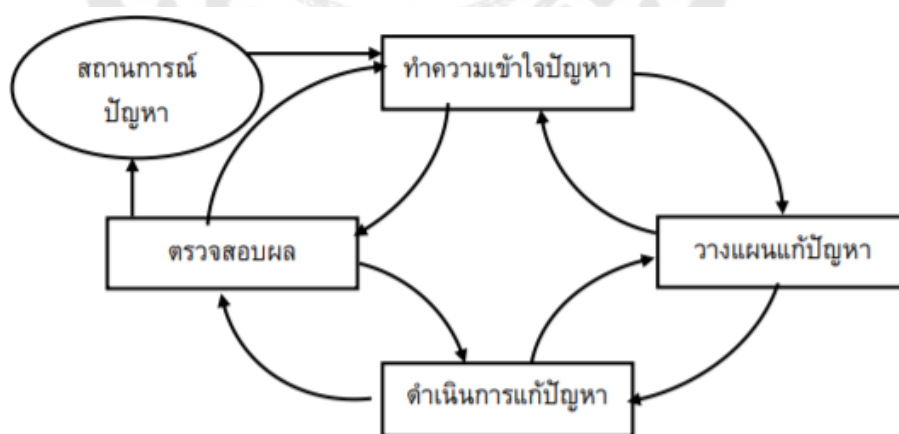 สถานการณ์
ปัญหา
ทำความเข้าใจปัญหา
ตรวจสอบผล
วางแผนแก้ปัญหา
ดำเนินการแก้ปัญหา